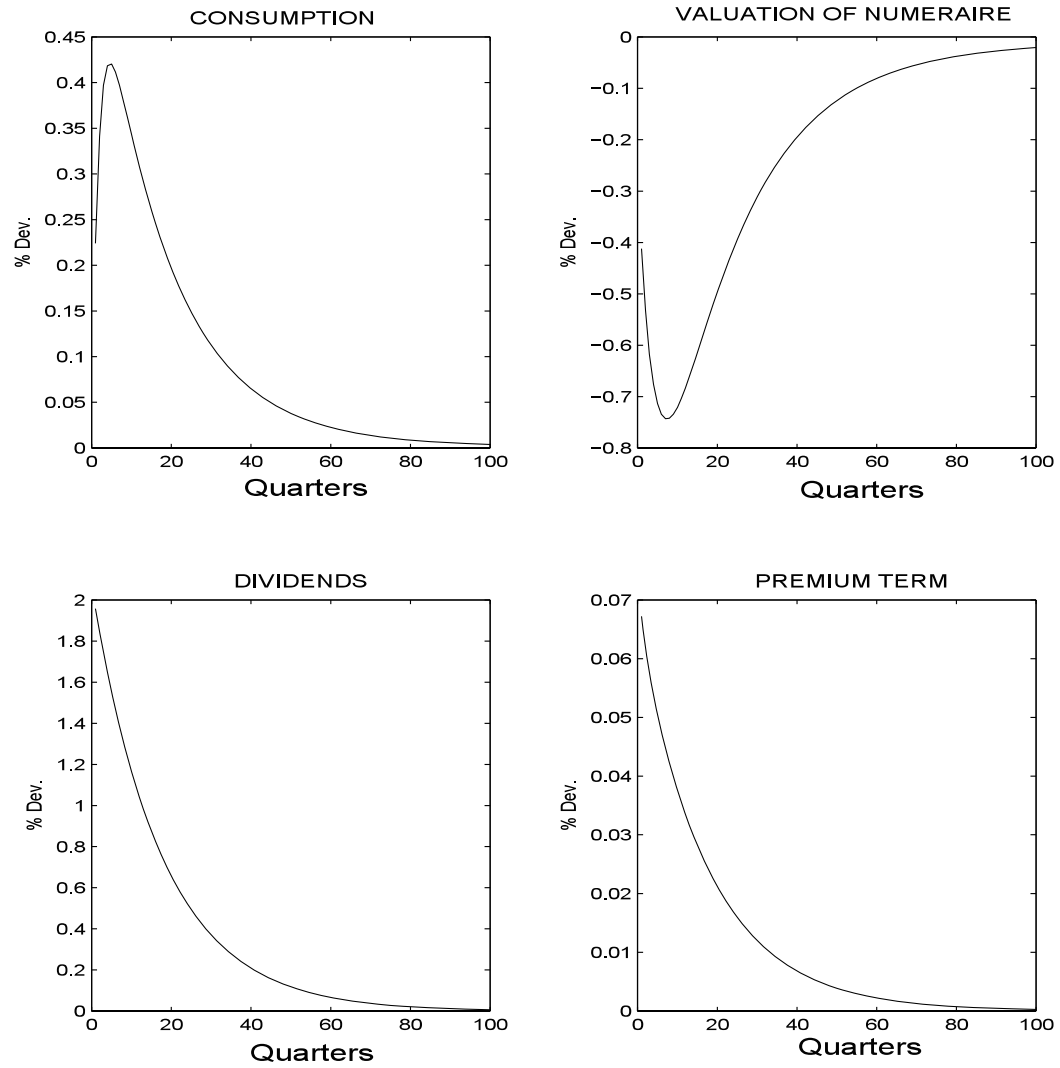 CONSUMPTION
0.45
0.4
0.35
0.3
0.25
0.2
0.15
0.1
0.05
0
% Dev.
0 20 40 60 80 100
Quarters
VALUATION OF NUMERAIRE
0
−0.1
−0.2
−0.3
−0.4
−0.5
−0.6
−0.7
−0.8
% Dev.
0 20 40 60 80 100
Quarters
DIVIDENDS
2
1.8
1.6
1.4
1.2
1
0.8
0.6
0.4
0.2
0
% Dev.
0 20 40 60 80 100
Quarters
PREMIUM TERM
0.07
0.06
0.05
0.04
0.03
0.02
0.01
0
% Dev.
0 20 40 60 80 100
Quarters